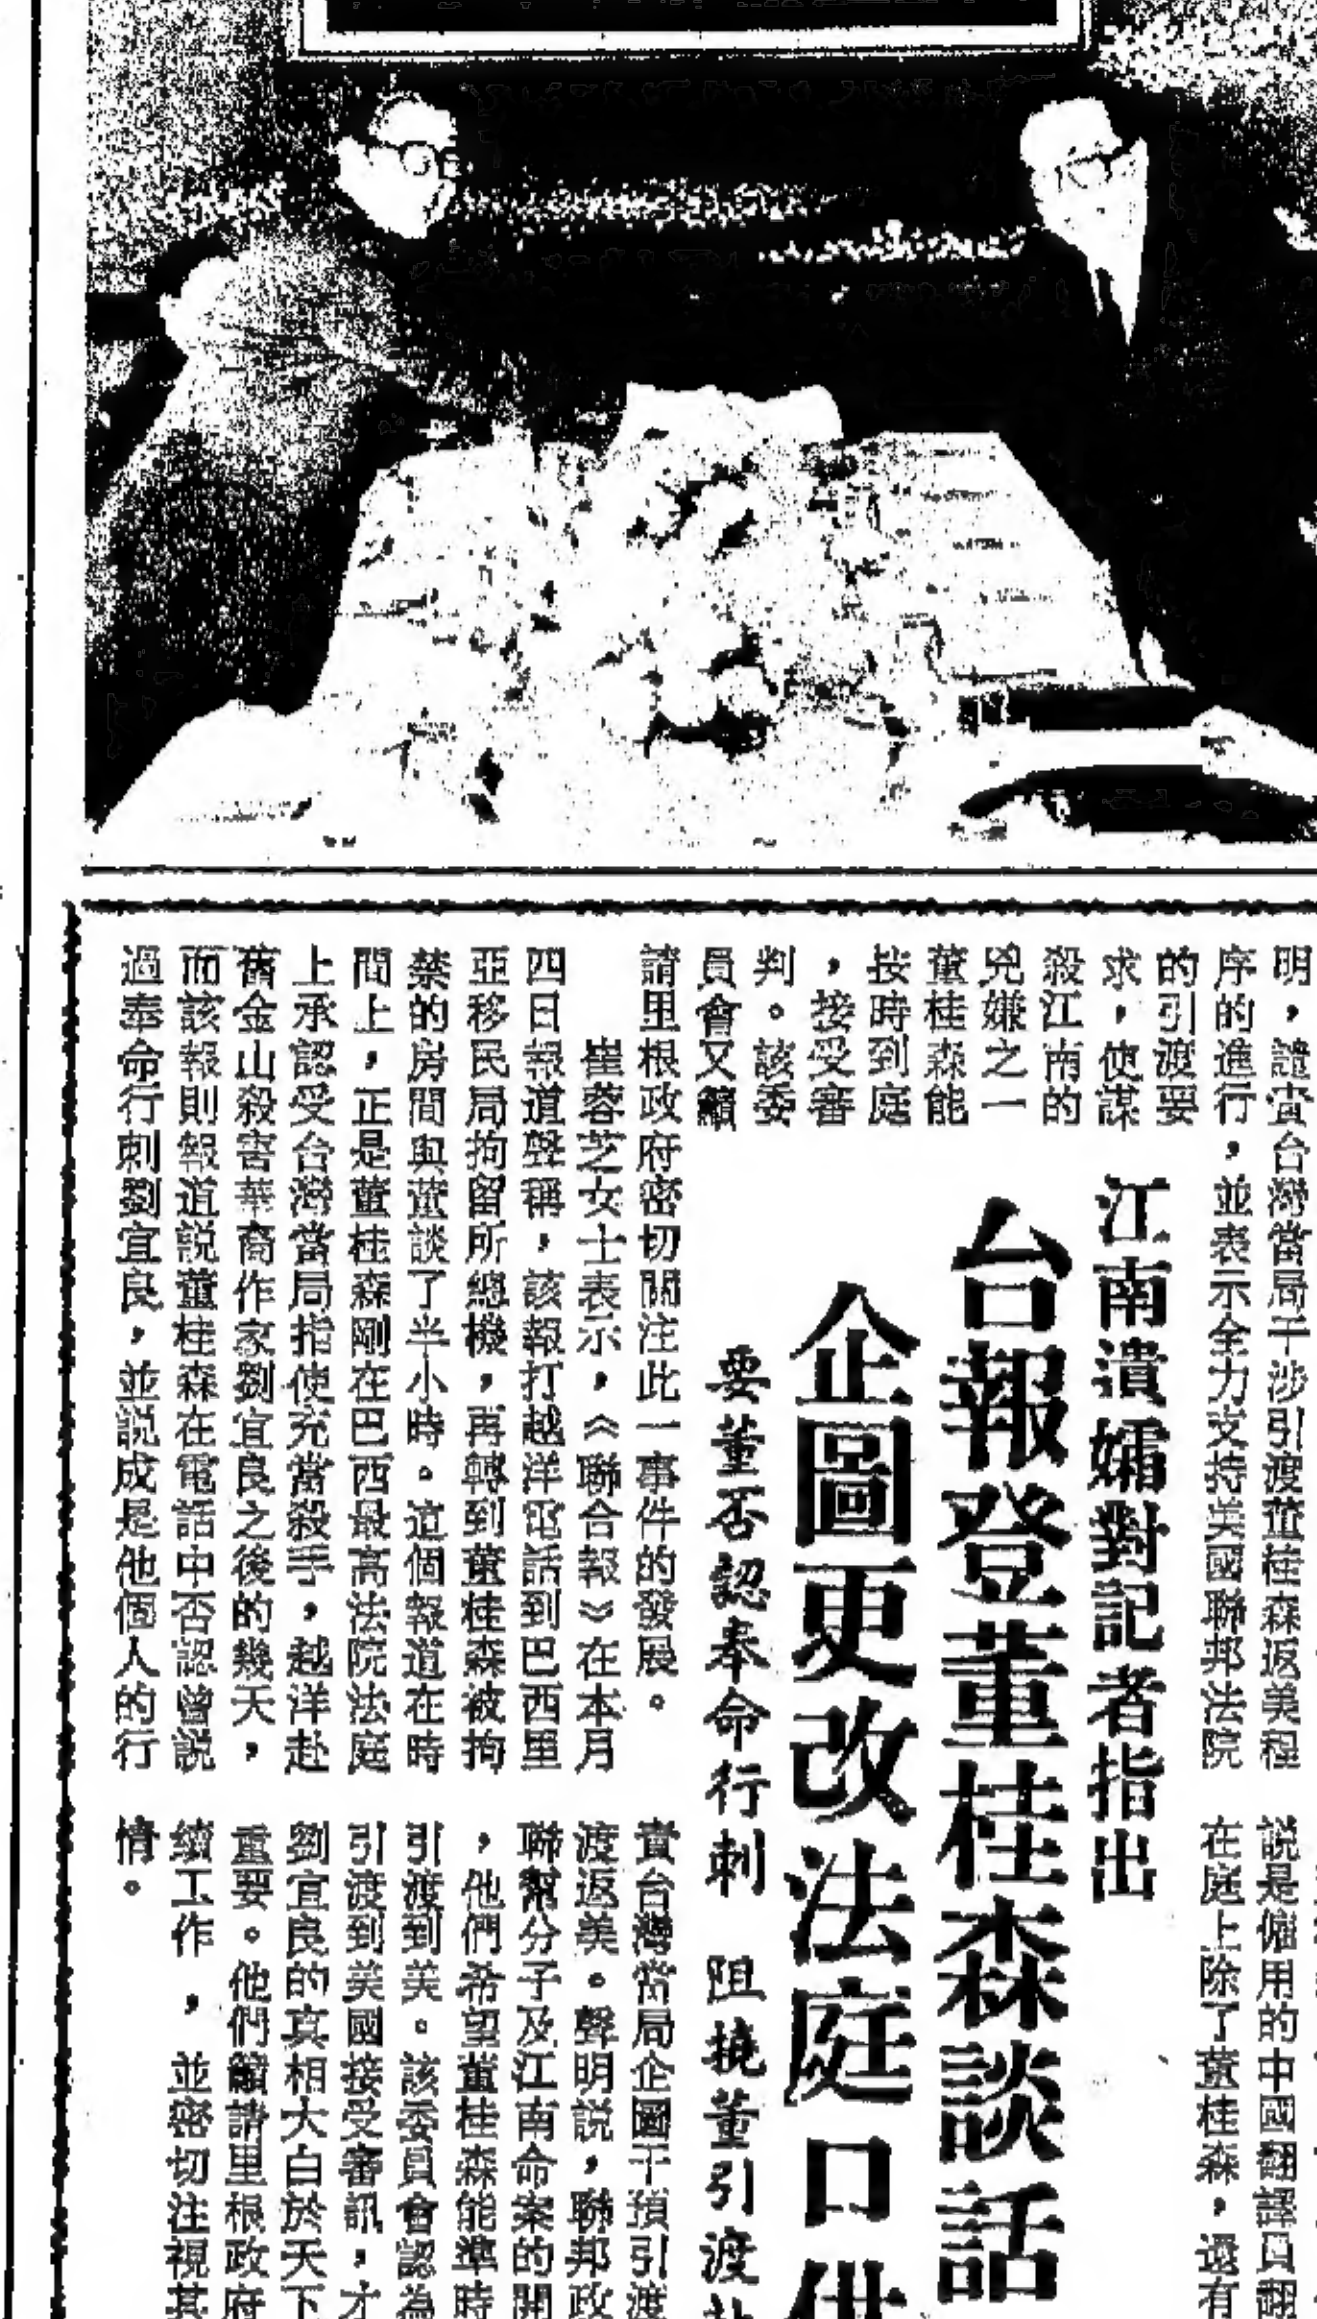 江南潰孀對記者指出
台報登董桂森談話
企圖更改法庭口供
要董否認奉命行刺 阻撓董引渡赴
明，譴責台灣當局干涉引渡董桂森返美程
序的進行，並表示全力支持美國聯邦法院
的引渡要
求，使謀
殺江南的
兇嫌之一
董桂森能
按時到庭
，接受審
判。該委
員會又籲
請里根政府密切關注此一事件的發展。
崔蓉芝女士表示，《聯合報》在本月
四日報道聲稱，該報打越洋電話到巴西里
亞移民局拘留所總機，再轉到董桂森被拘
禁的房間與董談了半小時。這個報道在時
間上，正是董桂森剛在巴西最高法院法庭
上承認受台灣當局指使充當殺手，越洋赴
舊金山殺害華裔作家劉宜良之後的幾天，
而該報則報道説董桂森在電話中否認曾説
過奉命行刺劉宜良，並説成是他個人的行
説是僱用的中國翻譯員翻
在庭上除了董桂森，還有
責台灣當局企圖干預引渡
渡返美。聲明説，聯邦政
聯幫分子及江南命案的開
，他們希望董桂森能準時
引渡到美。該委員會認為
引渡到美國接受審訊，才
劉宜良的真相大白於天下
重要。他們籲請里根政府
續工作，並密切注視其
情。